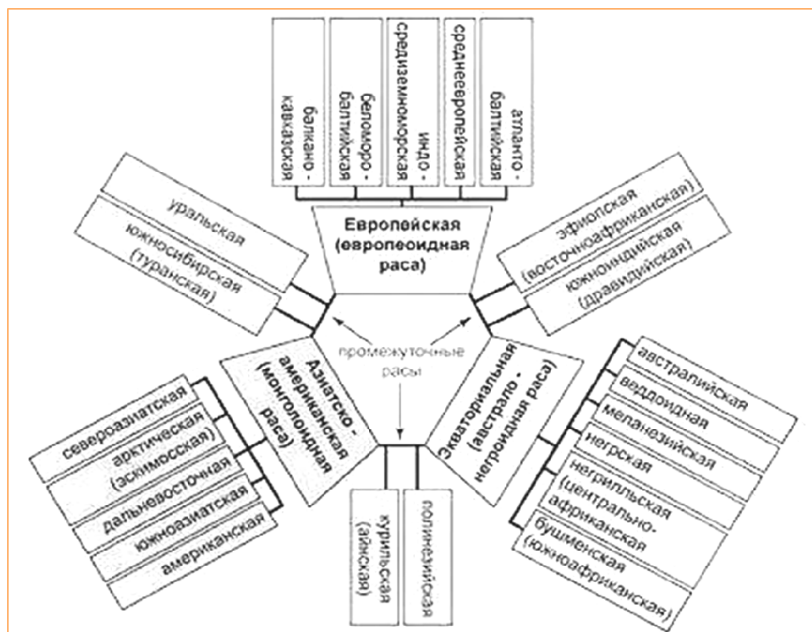 балкано-
кавказская
беломоро-
балтийская
индо-
средиземноморская
среднеевропейская
атланто-
балтийская
Европейская
(европеоидная
раса)
уральская
южносибирская
(туранская)
эфиопская
(восточноафриканская)
южноиндийская
(дравидийская)
промежуточные
расы
Азиатско-
американская
(монголоидная
раса)
Экваториальная
(австрало-
негроидная раса)
североазиатская
арктическая
(эскимосская)
дальневосточная
южноазиатская
американская
курильская
(айнская)
полинезийская
австралийская
веддоидная
меланезийская
негрская
негрилльская
(центрально-
африканская
бушменская
(южноафриканская)